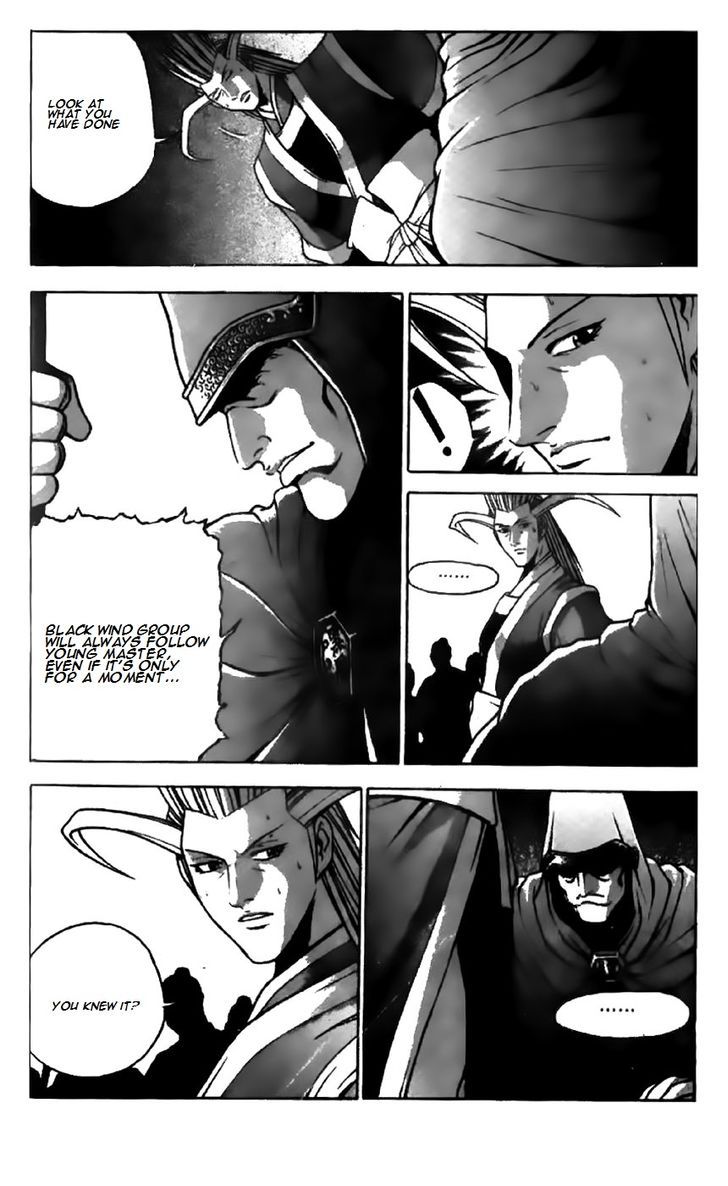 LOOK AT
WHAT YOU
HAVE DONE
!
BLACK WIND GROUP
WILL ALWAYS FOLLOW
YOUNG MASTER,
EVEN IF IT'S ONLY
FOR A MOMENT...
......
YOU KNEW IT?
......